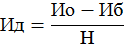 Ид = (Ио − Иб) / Н